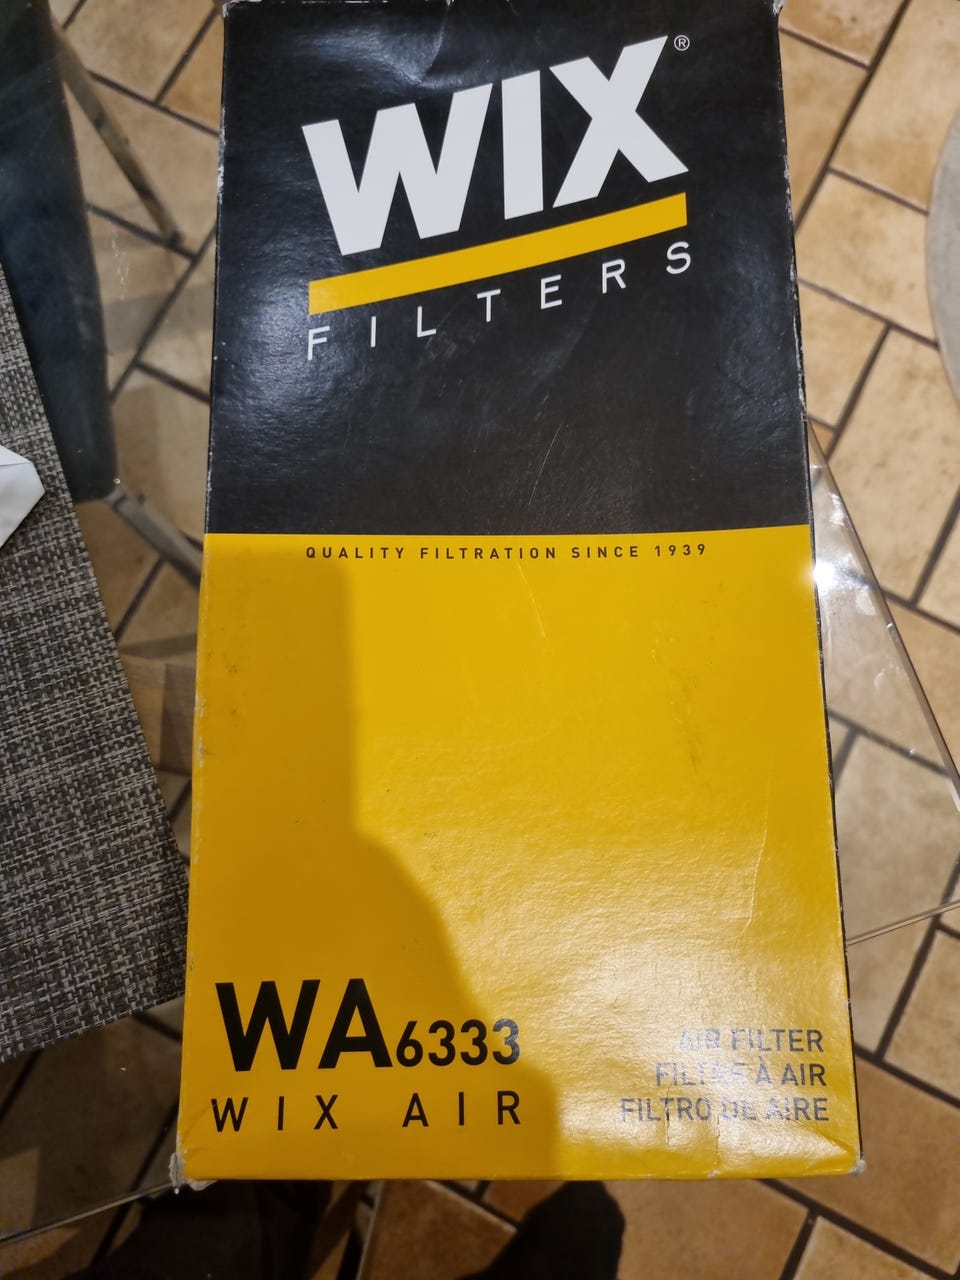 WIX®
FILTERS
QUALITY FILTRATION SINCE 1939
WA6333
WIX AIR
AIR FILTER
FILTRE À AIR
FILTRO DE AIRE